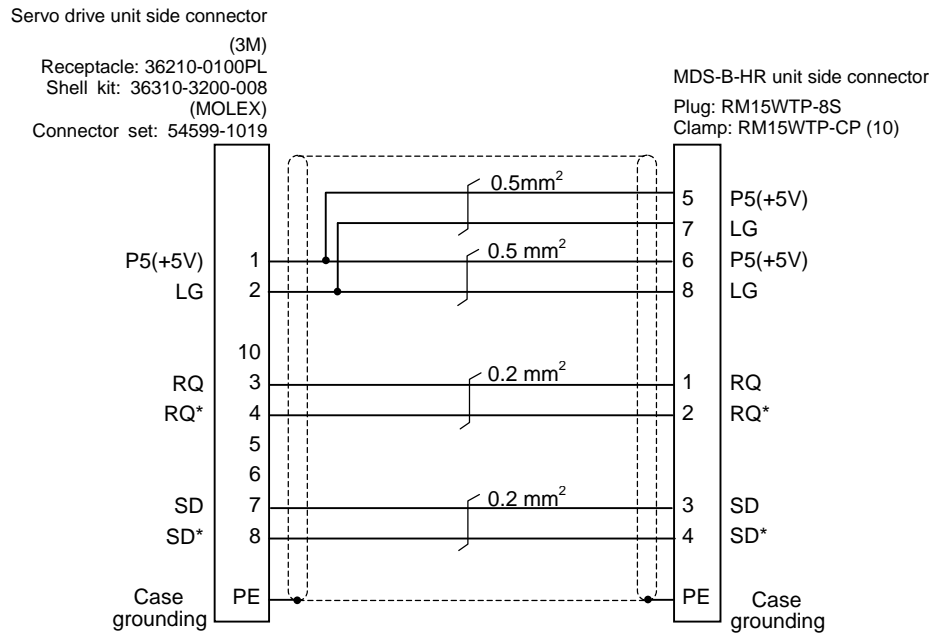 Servo drive unit side connector
(3M)
Receptacle: 36210-0100PL
Shell kit: 36310-3200-008
(MOLEX)
Connector set: 54599-1019
MDS-B-HR unit side connector
Plug: RM15WTP-8S
Clamp: RM15WTP-CP (10)
0.5mm²
5 P5(+5V)
7 LG
P5(+5V) 1 0.5 mm² 6 P5(+5V)
LG 2 8 LG
10
RQ 3 0.2 mm² 1 RQ
RQ* 4 2 RQ*
5
6
SD 7 0.2 mm² 3 SD
SD* 8 4 SD*
Case grounding PE PE Case grounding